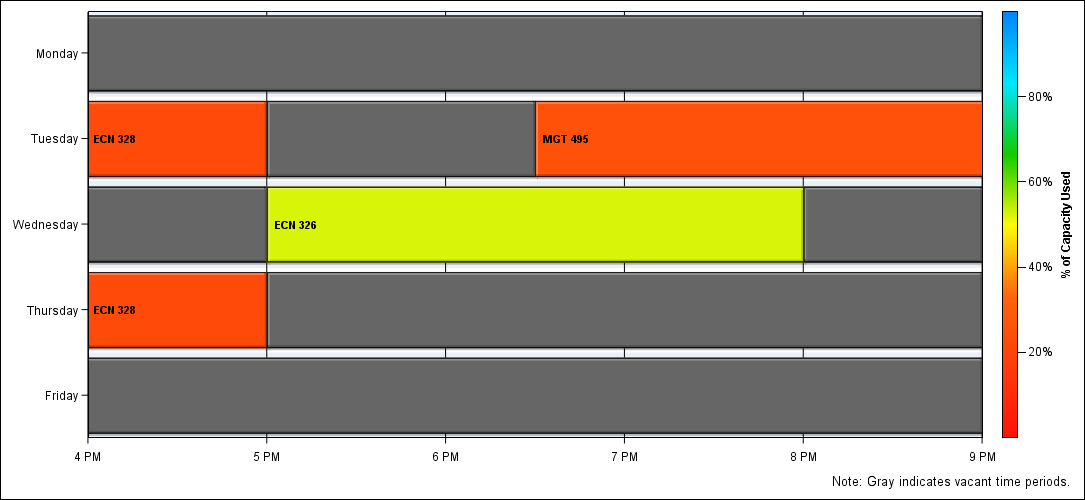 Monday
Tuesday
ECN 328
MGT 495
Wednesday
ECN 326
Thursday
ECN 328
Friday
4 PM
5 PM
6 PM
7 PM
8 PM
9 PM
80%
60%
40%
20%
% of Capacity Used
Note: Gray indicates vacant time periods.